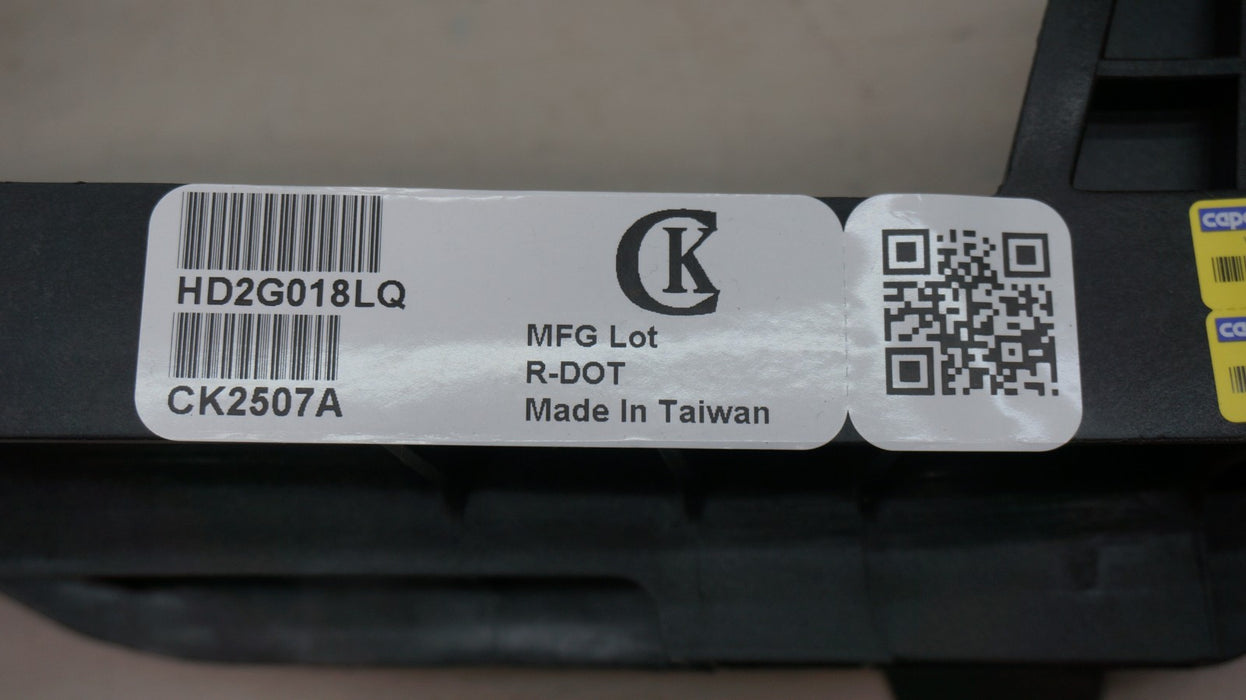 HD2G018LQ
CK2507A
CK
MFG Lot
R-DOT
Made In Taiwan